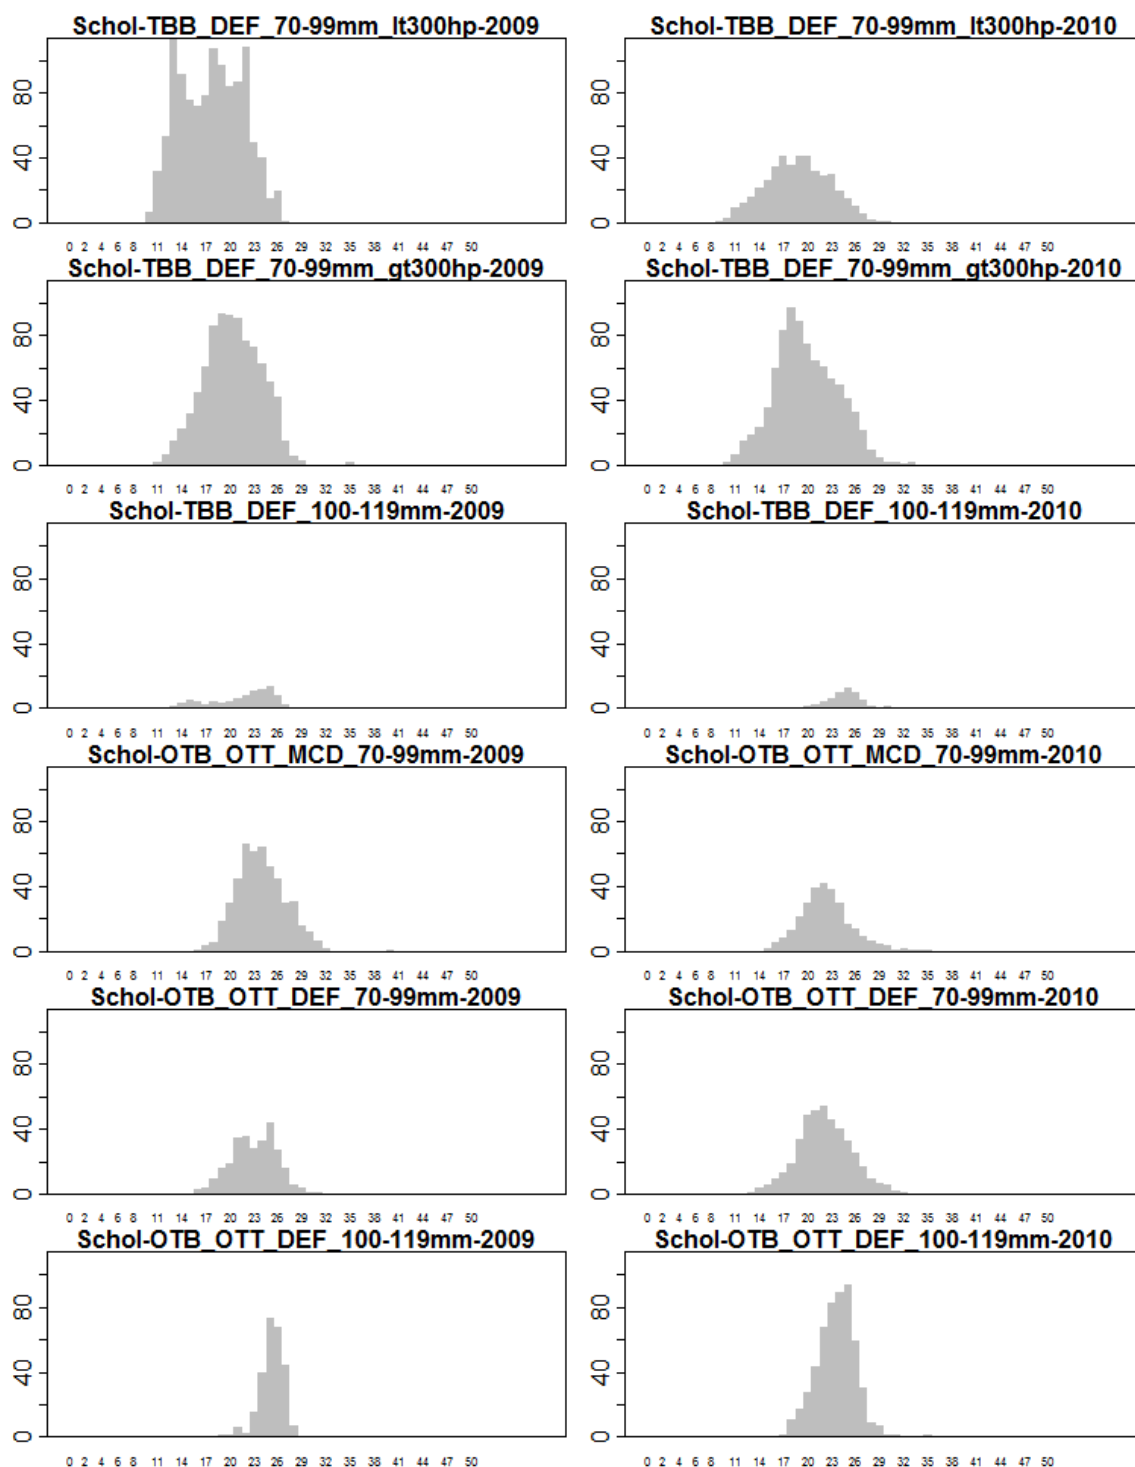 Schol-TBB_DEF_70-99mm_lt300hp-2009 Schol-TBB_DEF_70-99mm_lt300hp-2010
80 80
40 40
0 0
0 2 4 6 8 11 14 17 20 23 26 29 32 35 38 41 44 47 50 0 2 4 6 8 11 14 17 20 23 26 29 32 35 38 41 44 47 50
Schol-TBB_DEF_70-99mm_gt300hp-2009 Schol-TBB_DEF_70-99mm_gt300hp-2010
80 80
40 40
0 0
0 2 4 6 8 11 14 17 20 23 26 29 32 35 38 41 44 47 50 0 2 4 6 8 11 14 17 20 23 26 29 32 35 38 41 44 47 50
Schol-TBB_DEF_100-119mm-2009 Schol-TBB_DEF_100-119mm-2010
80 80
40 40
0 0
0 2 4 6 8 11 14 17 20 23 26 29 32 35 38 41 44 47 50 0 2 4 6 8 11 14 17 20 23 26 29 32 35 38 41 44 47 50
Schol-OTB_OTT_MCD_70-99mm-2009 Schol-OTB_OTT_MCD_70-99mm-2010
80 80
40 40
0 0
0 2 4 6 8 11 14 17 20 23 26 29 32 35 38 41 44 47 50 0 2 4 6 8 11 14 17 20 23 26 29 32 35 38 41 44 47 50
Schol-OTB_OTT_DEF_70-99mm-2009 Schol-OTB_OTT_DEF_70-99mm-2010
80 80
40 40
0 0
0 2 4 6 8 11 14 17 20 23 26 29 32 35 38 41 44 47 50 0 2 4 6 8 11 14 17 20 23 26 29 32 35 38 41 44 47 50
Schol-OTB_OTT_DEF_100-119mm-2009 Schol-OTB_OTT_DEF_100-119mm-2010
80 80
40 40
0 0
0 2 4 6 8 11 14 17 20 23 26 29 32 35 38 41 44 47 50 0 2 4 6 8 11 14 17 20 23 26 29 32 35 38 41 44 47 50